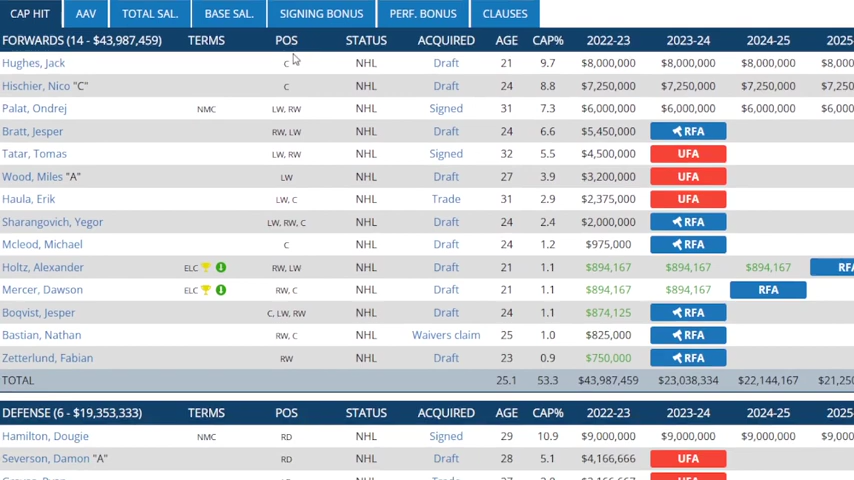 CAP HIT AAV TOTAL SAL. BASE SAL. SIGNING BONUS PERF. BONUS CLAUSES
FORWARDS (14 - $43,987,459) TERMS POS STATUS ACQUIRED AGE CAP% 2022-23 2023-24 2024-25 2025-
Hughes, Jack C NHL Draft 21 9.7 $8,000,000 $8,000,000 $8,000,000 $8,000
Hischier, Nico "C" C NHL Draft 24 8.8 $7,250,000 $7,250,000 $7,250,000 $7,250
Palat, Ondrej NMC LW, RW NHL Signed 31 7.3 $6,000,000 $6,000,000 $6,000,000 $6,000
Bratt, Jesper RW, LW NHL Draft 24 6.6 $5,450,000 RFA
Tatar, Tomas LW, RW NHL Signed 32 5.5 $4,500,000 UFA
Wood, Miles "A" LW NHL Draft 27 3.9 $3,200,000 UFA
Haula, Erik LW, C NHL Trade 31 2.9 $2,375,000 UFA
Sharangovich, Yegor LW, RW, C NHL Draft 24 2.4 $2,000,000 RFA
Mcleod, Michael C NHL Draft 24 1.2 $975,000 RFA
Holtz, Alexander ELC RW, LW NHL Draft 21 1.1 $894,167 $894,167 $894,167 RFA
Mercer, Dawson ELC RW, C NHL Draft 21 1.1 $894,167 $894,167 RFA
Boqvist, Jesper C, LW, RW NHL Draft 24 1.1 $874,125 RFA
Bastian, Nathan RW, C NHL Waivers claim 25 1.0 $825,000 RFA
Zetterlund, Fabian RW NHL Draft 23 0.9 $750,000 RFA
TOTAL 25.1 53.3 $43,987,459 $23,038,334 $22,144,167 $21,250
DEFENSE (6 - $19,353,333) TERMS POS STATUS ACQUIRED AGE CAP% 2022-23 2023-24 2024-25 2025-
Hamilton, Dougie NMC RD NHL Signed 29 10.9 $9,000,000 $9,000,000 $9,000,000 $9,000
Severson, Damon "A" RD NHL Draft 28 5.1 $4,166,666 UFA